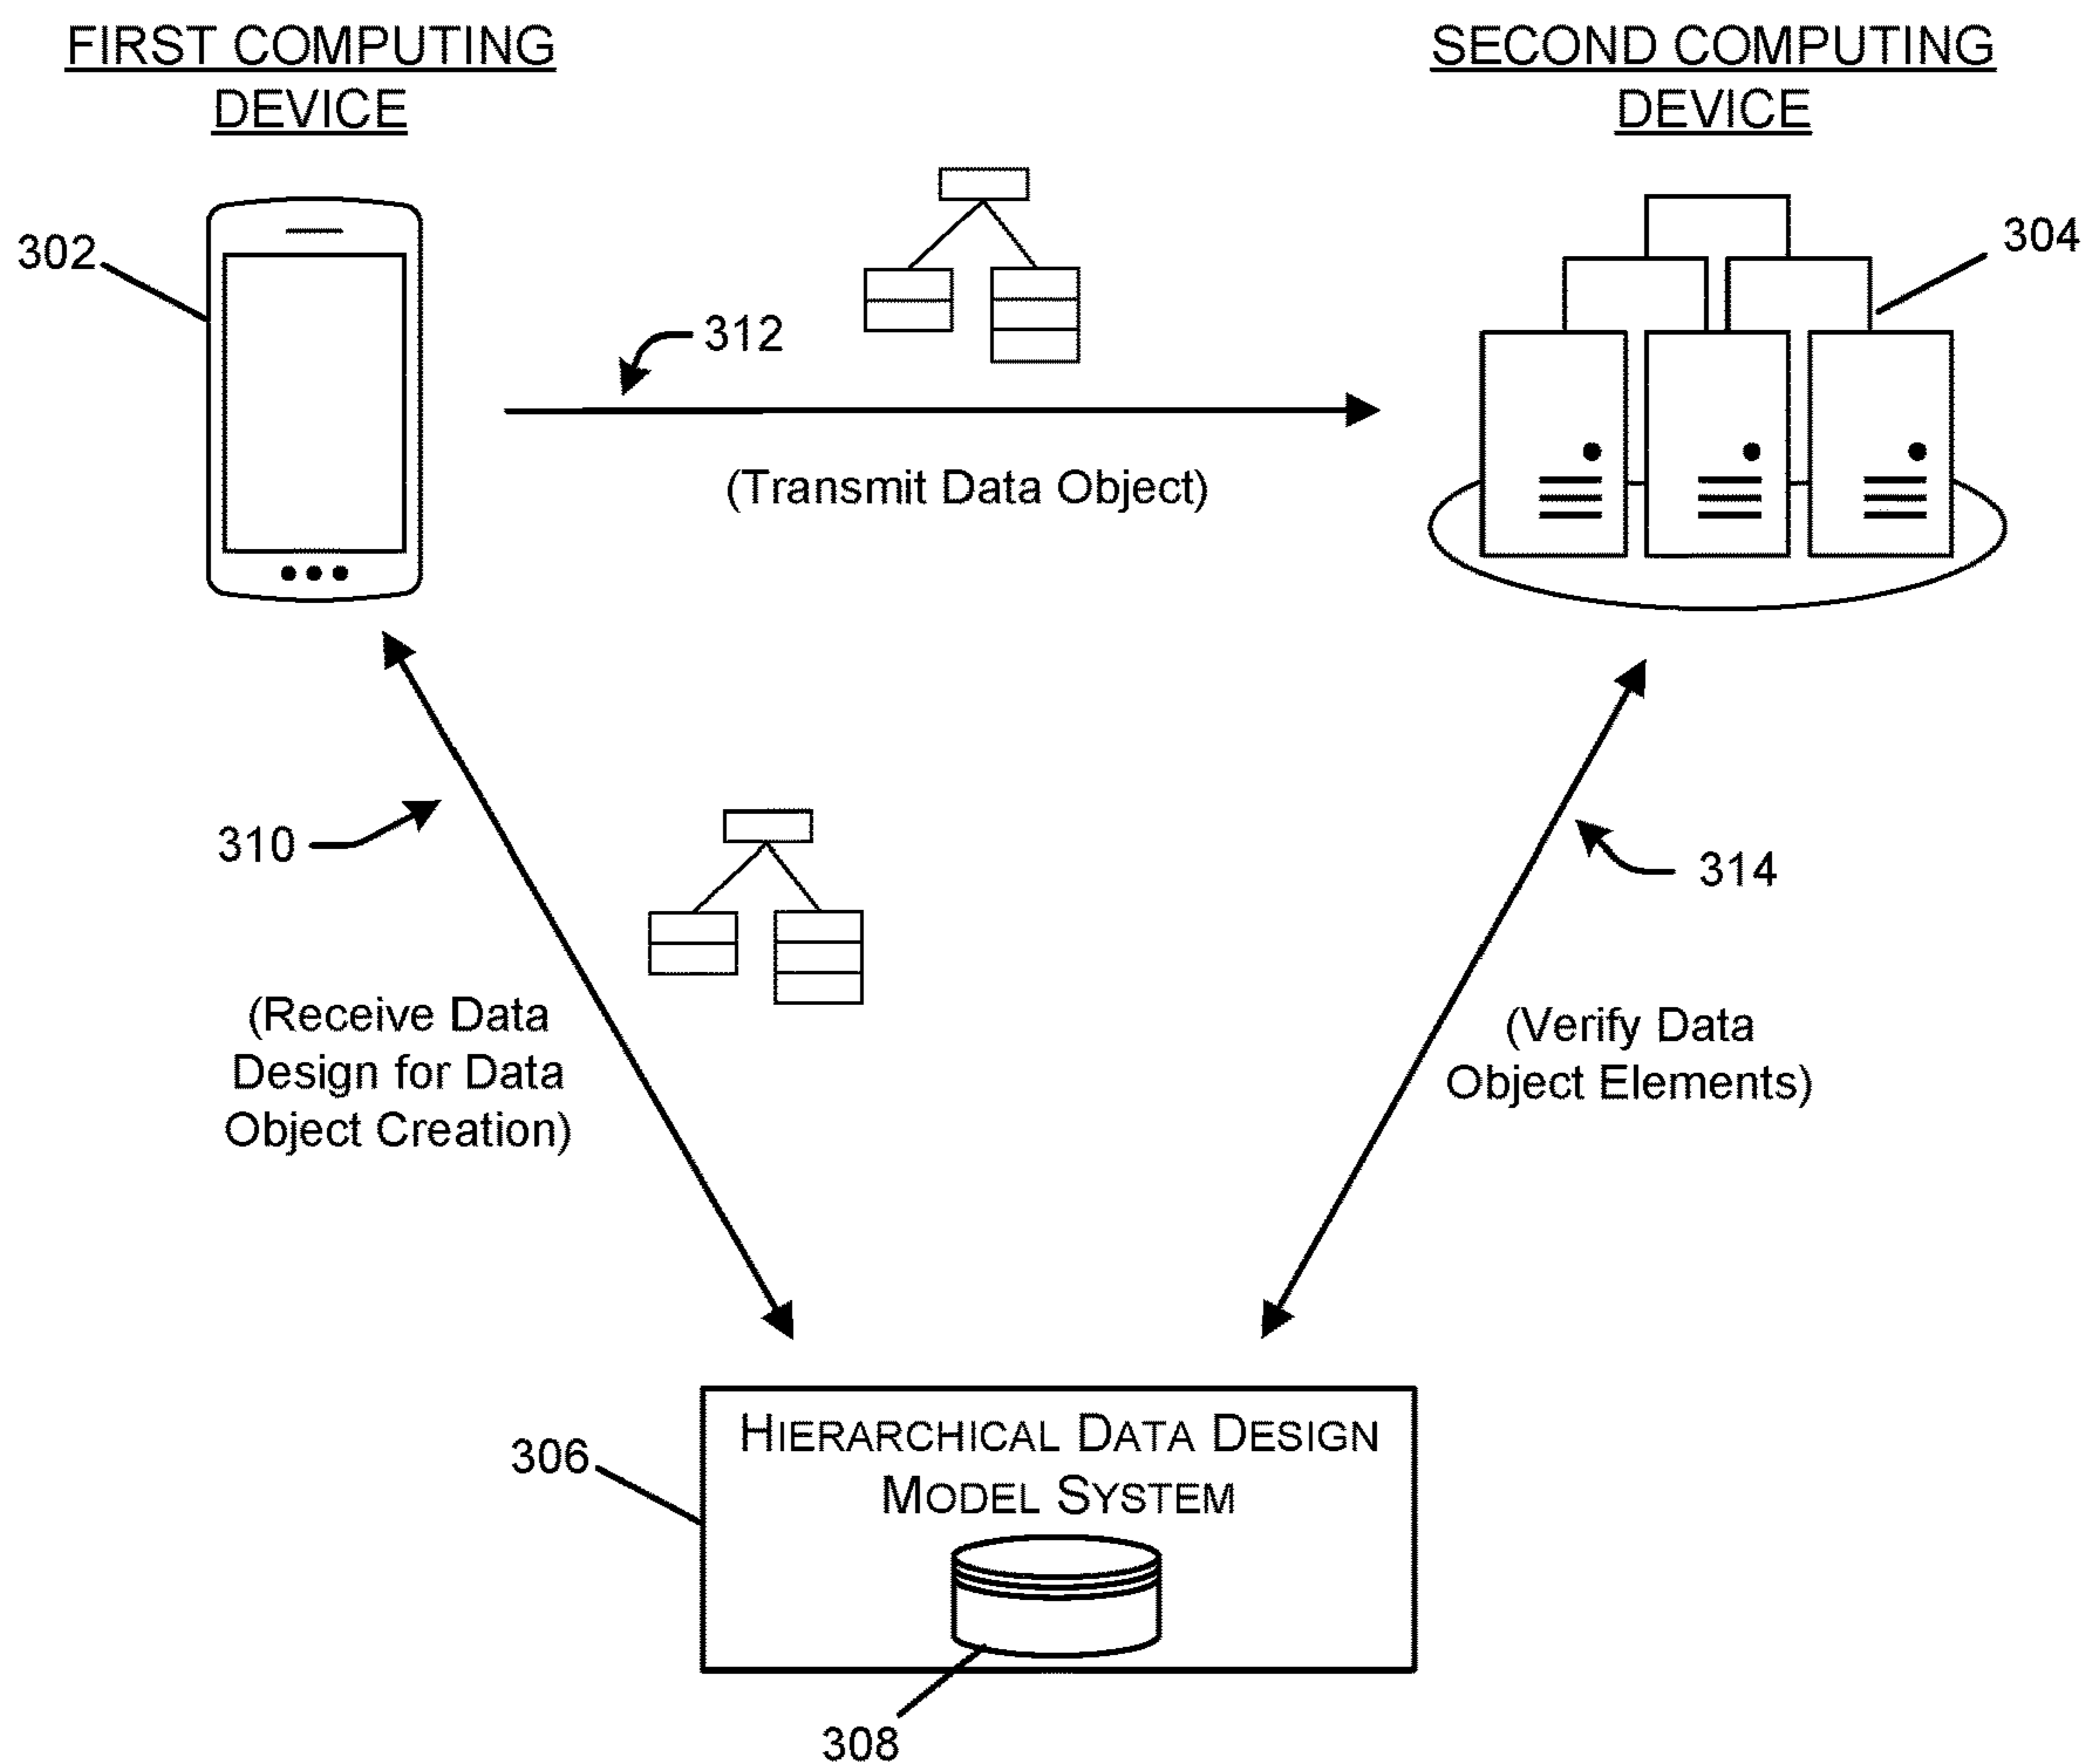 FIRST COMPUTING
DEVICE
SECOND COMPUTING
DEVICE
302
304
312
(Transmit Data Object)
310
314
(Receive Data
Design for Data
Object Creation)
(Verify Data
Object Elements)
306
HIERARCHICAL DATA DESIGN
MODEL SYSTEM
308